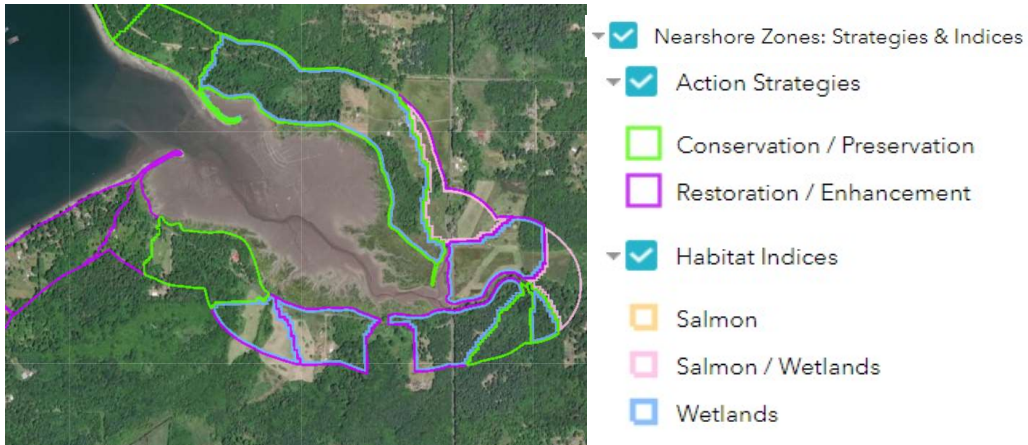 Nearshore Zones: Strategies & Indices
Action Strategies
Conservation / Preservation
Restoration / Enhancement
Habitat Indices
Salmon
Salmon / Wetlands
Wetlands